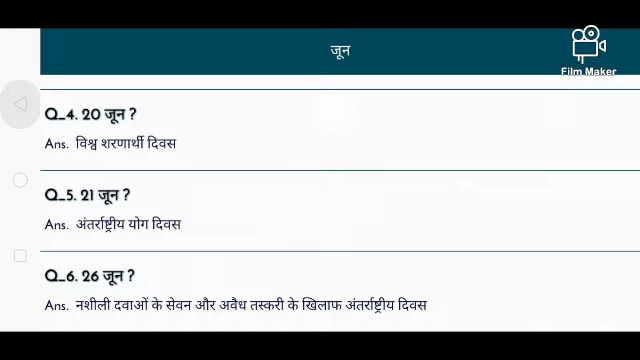 जून
Film Maker
Q_4. 20 जून ?
Ans. विश्व शरणार्थी दिवस
Q_5. 21 जून ?
Ans. अंतर्राष्ट्रीय योग दिवस
Q_6. 26 जून ?
Ans. नशीली दवाओं के सेवन और अवैध तस्करी के खिलाफ अंतर्राष्ट्रीय दिवस